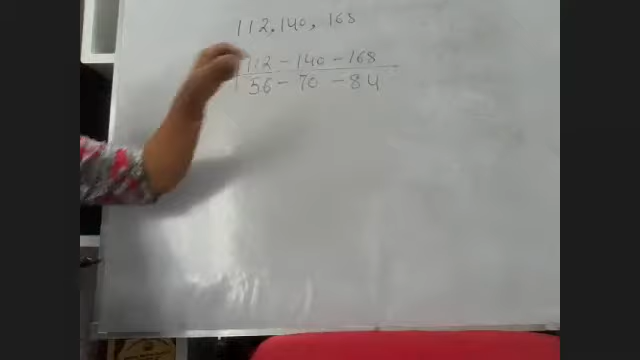 112, 140, 168
112 - 140 - 168
56 - 70 - 84